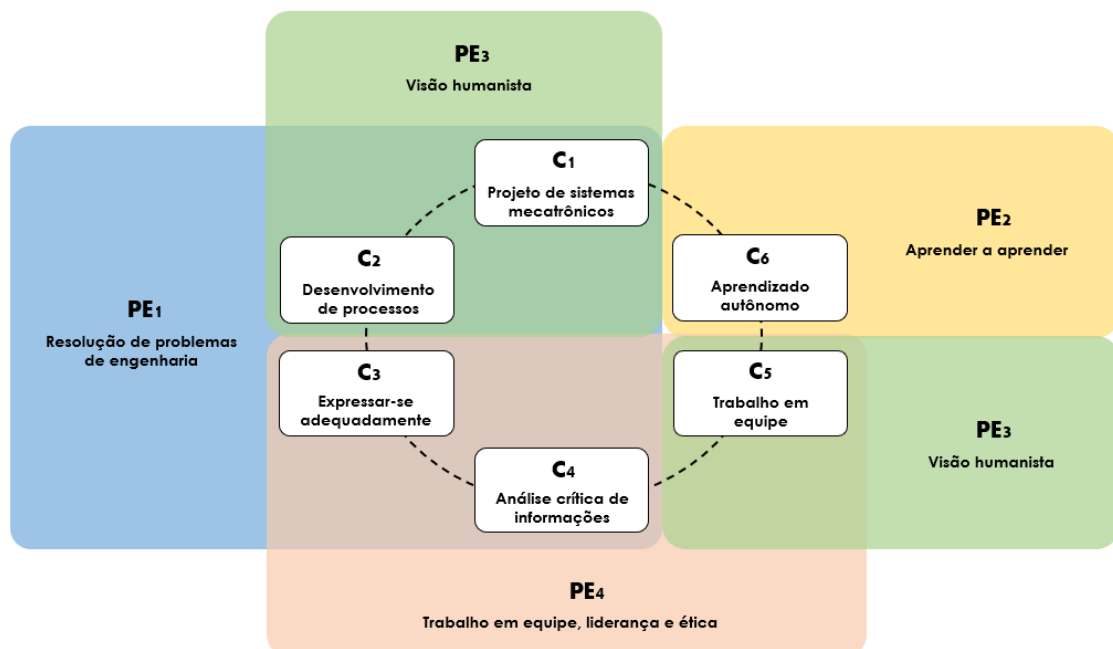 PE3
Visão humanista
C1
Projeto de sistemas
mecatrônicos
PE2
Aprender a aprender
C2
Desenvolvimento
de processos
C6
Aprendizado
autônomo
PE1
Resolução de problemas
de engenharia
C3
Expressar-se
adequadamente
C5
Trabalho em
equipe
PE3
Visão humanista
C4
Análise crítica de
informações
PE4
Trabalho em equipe, liderança e ética